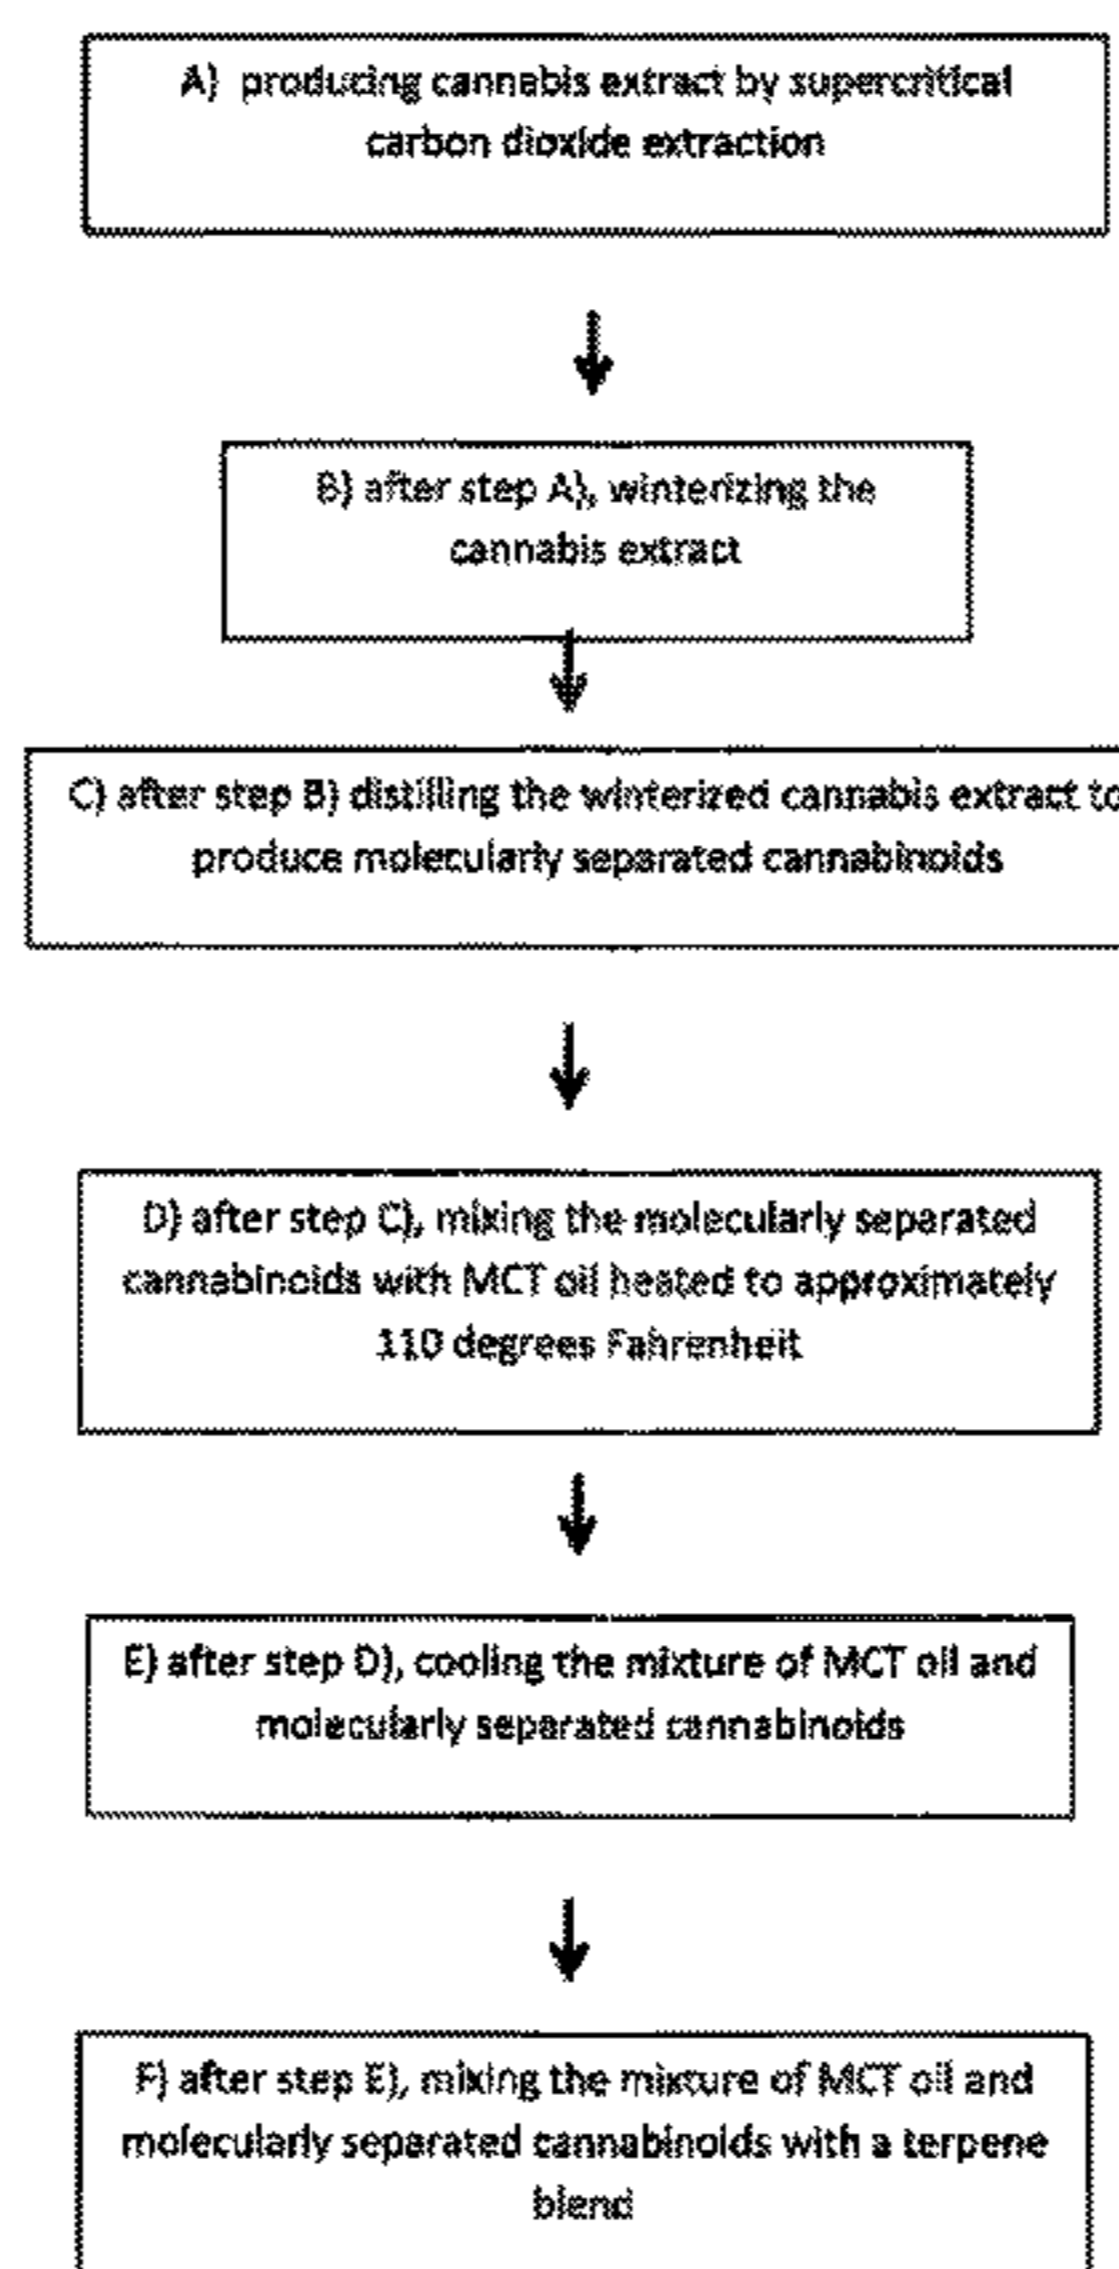 A) producing cannabis extract by supercritical
carbon dioxide extraction
B) after step A), winterizing the
cannabis extract
C) after step B) distilling the winterized cannabis extract to
produce molecularly separated cannabinoids
D) after step C), mixing the molecularly separated
cannabinoids with MCT oil heated to approximately
110 degrees Fahrenheit
E) after step D), cooling the mixture of MCT oil and
molecularly separated cannabinoids
F) after step E), mixing the mixture of MCT oil and
molecularly separated cannabinoids with a terpene
blend